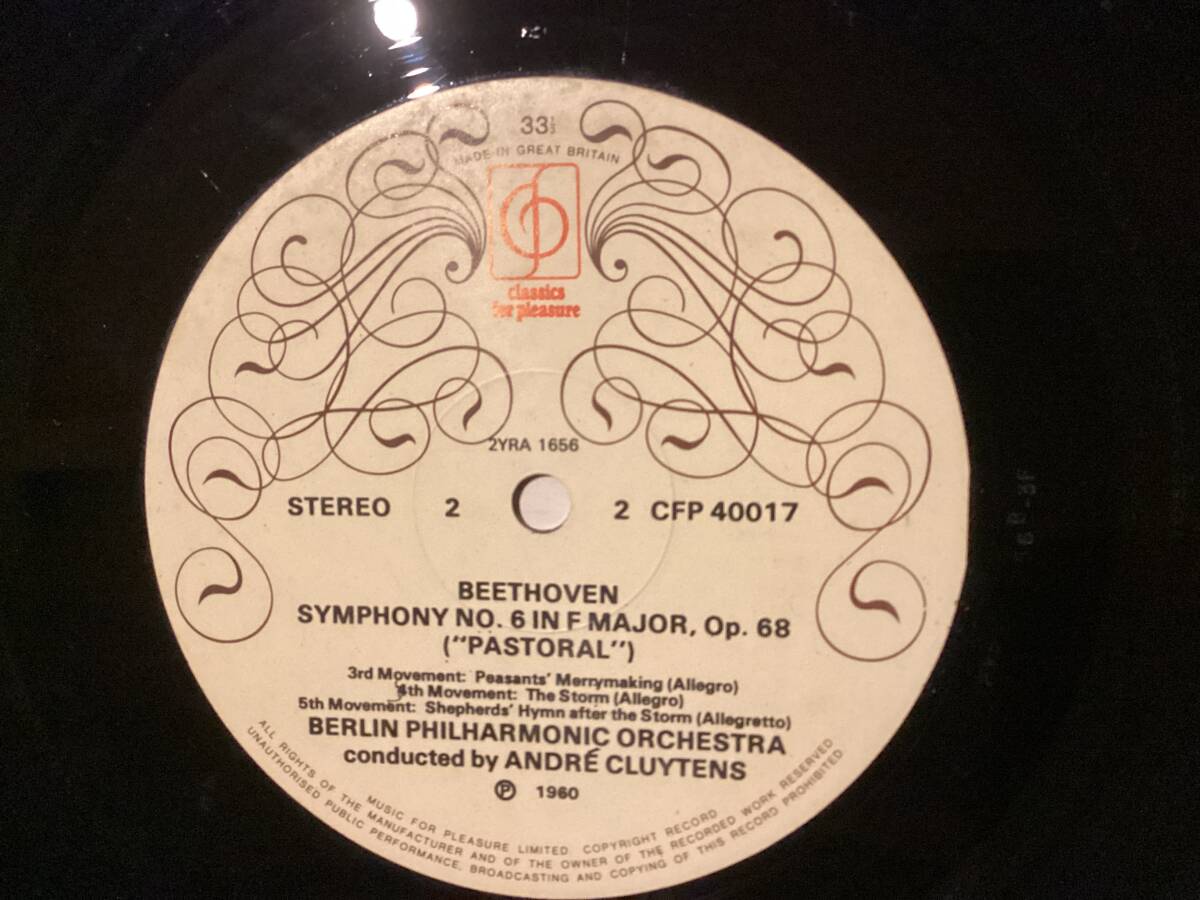 33⅓
MADE IN GREAT BRITAIN
classics
for pleasure
2YRA 1656
STEREO 2 2 CFP 40017
BEETHOVEN
SYMPHONY NO. 6 IN F MAJOR, Op. 68
("PASTORAL")
3rd Movement: Peasants' Merrymaking (Allegro)
4th Movement: The Storm (Allegro)
5th Movement: Shepherds' Hymn after the Storm (Allegretto)
BERLIN PHILHARMONIC ORCHESTRA
conducted by ANDRÉ CLUYTENS
℗ 1960
MUSIC FOR PLEASURE LIMITED. COPYRIGHT RECORD
ALL RIGHTS OF THE MANUFACTURER AND OF THE OWNER OF THE RECORDED WORK RESERVED
UNAUTHORISED PUBLIC PERFORMANCE, BROADCASTING AND COPYING OF THIS RECORD PROHIBITED